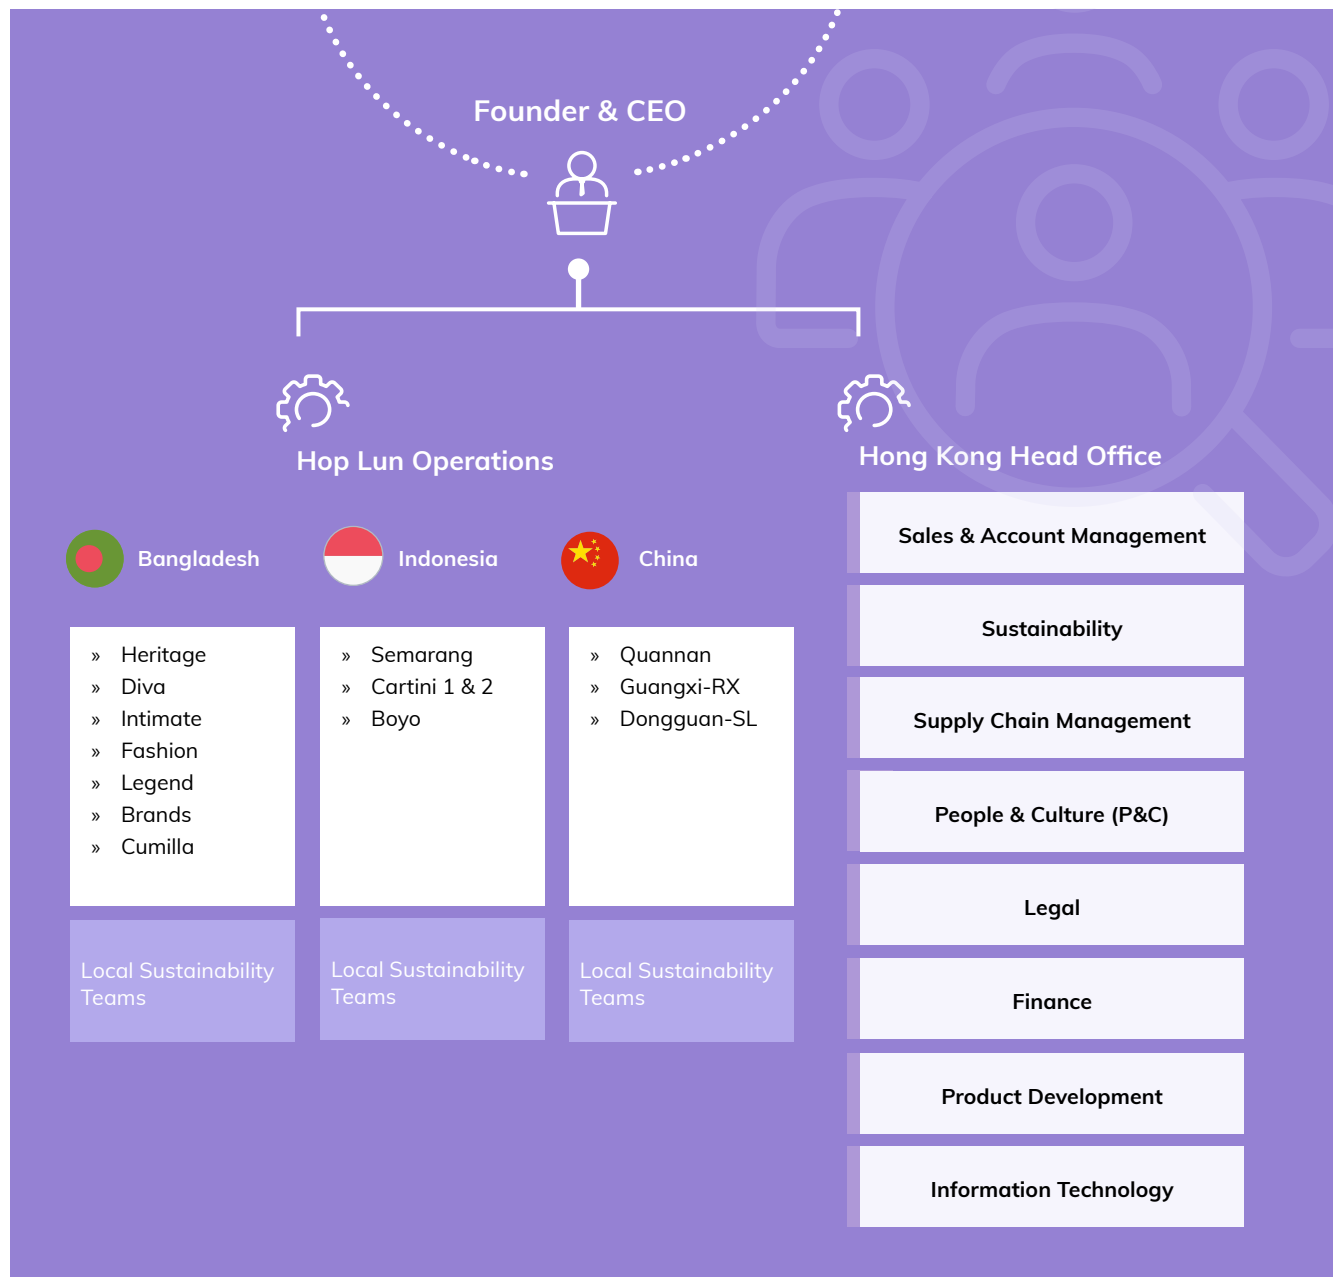 Founder & CEO
Hop Lun Operations
Bangladesh
» Heritage
» Diva
» Intimate
» Fashion
» Legend
» Brands
» Cumilla
Local Sustainability
Teams
Indonesia
» Semarang
» Cartini 1 & 2
» Boyo
Local Sustainability
Teams
China
» Quannan
» Guangxi-RX
» Dongguan-SL
Local Sustainability
Teams
Hong Kong Head Office
Sales & Account Management
Sustainability
Supply Chain Management
People & Culture (P&C)
Legal
Finance
Product Development
Information Technology